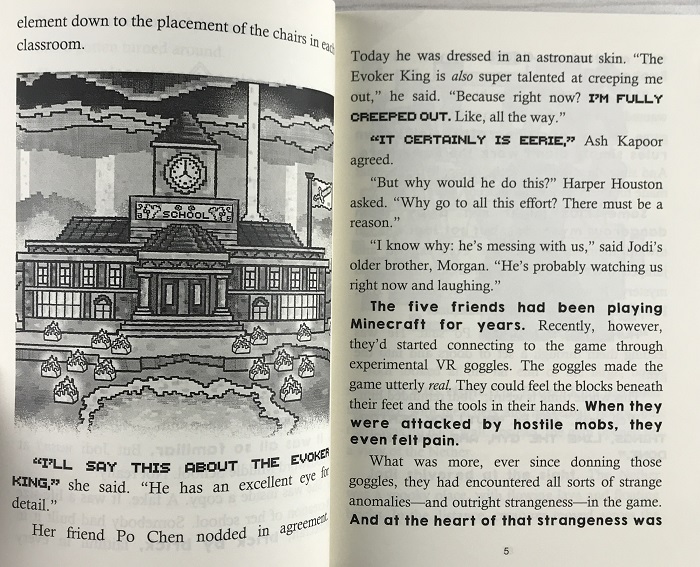 element down to the placement of the chairs in each
classroom.
SCHOOL
"I'LL SAY THIS ABOUT THE EVOKER
KING," she said. "He has an excellent eye for
detail."
Her friend Po Chen nodded in agreement.
Today he was dressed in an astronaut skin. "The
Evoker King is also super talented at creeping me
out," he said. "Because right now? I'M FULLY
CREEPED OUT. Like, all the way."
"IT CERTAINLY IS EERIE," Ash Kapoor
agreed.
"But why would he do this?" Harper Houston
asked. "Why go to all this effort? There must be a
reason."
"I know why: he's messing with us," said Jodi's
older brother, Morgan. "He's probably watching us
right now and laughing."
The five friends had been playing
Minecraft for years. Recently, however,
they'd started connecting to the game through
experimental VR goggles. The goggles made the
game utterly real. They could feel the blocks beneath
their feet and the tools in their hands. When they
were attacked by hostile mobs, they
even felt pain.
What was more, ever since donning those
goggles, they had encountered all sorts of strange
anomalies—and outright strangeness—in the game.
And at the heart of that strangeness was
5